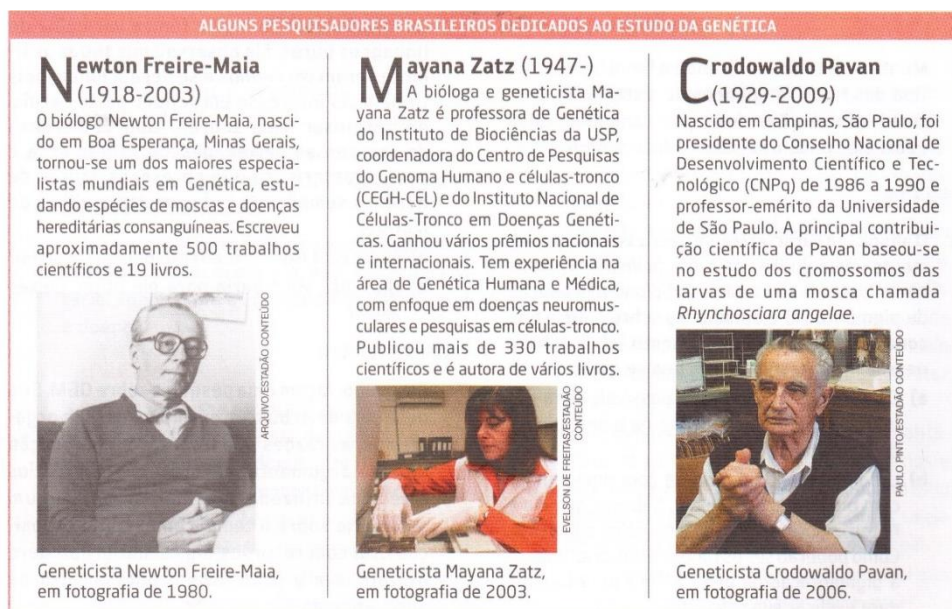 ALGUNS PESQUISADORES BRASILEIROS DEDICADOS AO ESTUDO DA GENÉTICA
Newton Freire-Maia
(1918-2003)
O biólogo Newton Freire-Maia, nasci-
do em Boa Esperança, Minas Gerais,
tornou-se um dos maiores especia-
listas mundiais em Genética, estu-
dando espécies de moscas e doenças
hereditárias consanguíneas. Escreveu
aproximadamente 500 trabalhos
científicos e 19 livros.
ARQUIVO/ESTADÃO CONTEÚDO
Geneticista Newton Freire-Maia,
em fotografia de 1980.
Mayana Zatz (1947-)
A bióloga e geneticista Ma-
yana Zatz é professora de Genética
do Instituto de Biociências da USP,
coordenadora do Centro de Pesquisas
do Genoma Humano e células-tronco
(CEGH-CEL) e do Instituto Nacional de
Células-Tronco em Doenças Genéti-
cas. Ganhou vários prêmios nacionais
e internacionais. Tem experiência na
área de Genética Humana e Médica,
com enfoque em doenças neuromus-
culares e pesquisas em células-tronco.
Publicou mais de 330 trabalhos
científicos e é autora de vários livros.
EVELSON DE FREITAS/ESTADÃO
CONTEÚDO
Geneticista Mayana Zatz,
em fotografia de 2003.
Crodowaldo Pavan
(1929-2009)
Nascido em Campinas, São Paulo, foi
presidente do Conselho Nacional de
Desenvolvimento Científico e Tec-
nológico (CNPq) de 1986 a 1990 e
professor-emérito da Universidade
de São Paulo. A principal contribui-
ção científica de Pavan baseou-se
no estudo dos cromossomos das
larvas de uma mosca chamada
Rhynchosciara angelae.
PAULO PINTO/ESTADÃO CONTEÚDO
Geneticista Crodowaldo Pavan,
em fotografia de 2006.